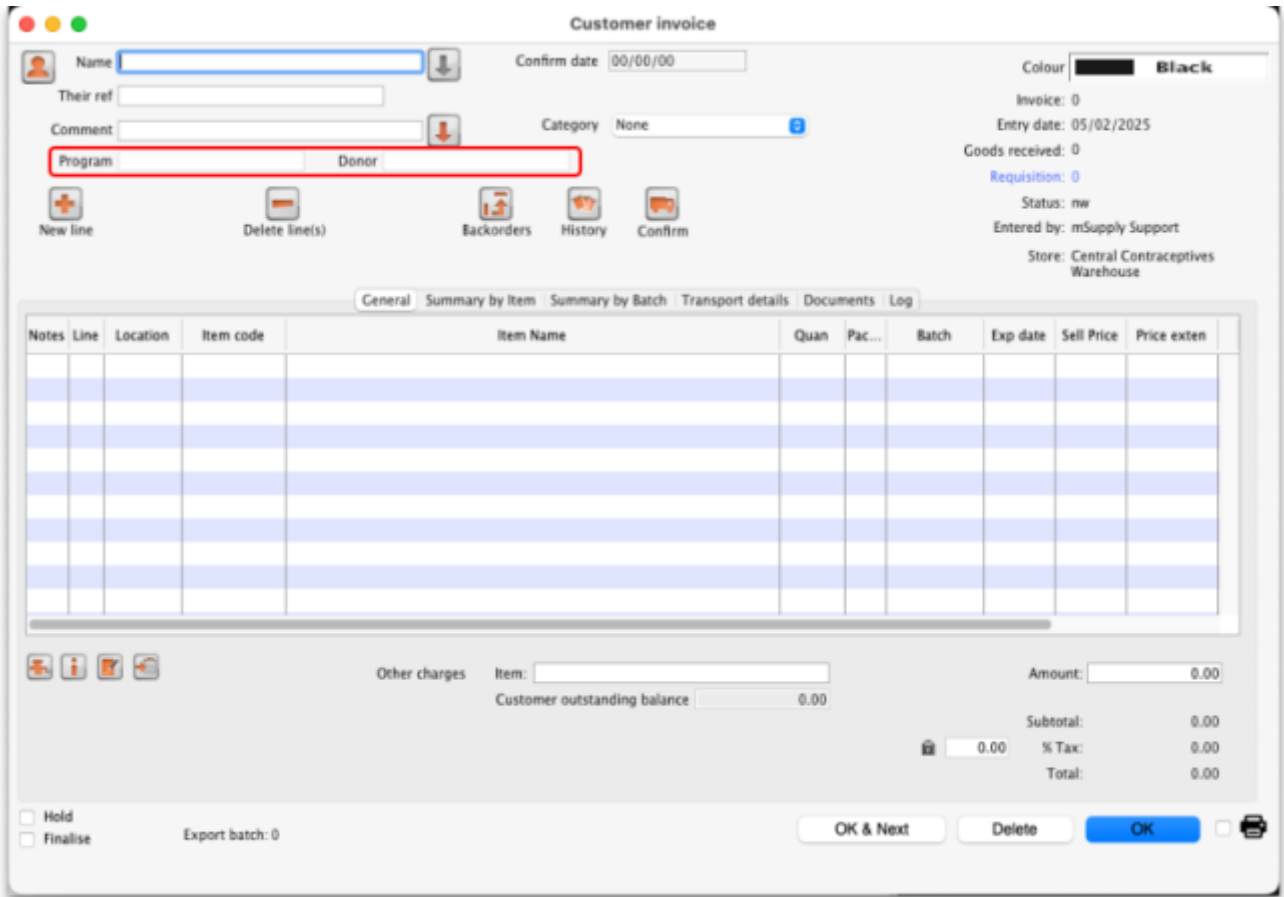 Customer invoice
Name Confirm date 00/00/00 Colour Black
Their ref Invoice: 0
Comment Category None Entry date: 05/02/2025
Program Donor Goods received: 0
Requisition: 0
Status: nw
New line Delete line(s) Backorders History Confirm Entered by: mSupply Support
Store: Central Contraceptives
Warehouse
General Summary by Item Summary by Batch Transport details Documents Log
Notes Line Location Item code Item Name Quan Pac... Batch Exp date Sell Price Price exten
Other charges Item: Amount: 0.00
Customer outstanding balance 0.00
Subtotal: 0.00
0.00 % Tax: 0.00
Total: 0.00
Hold
Finalise Export batch: 0 OK & Next Delete OK